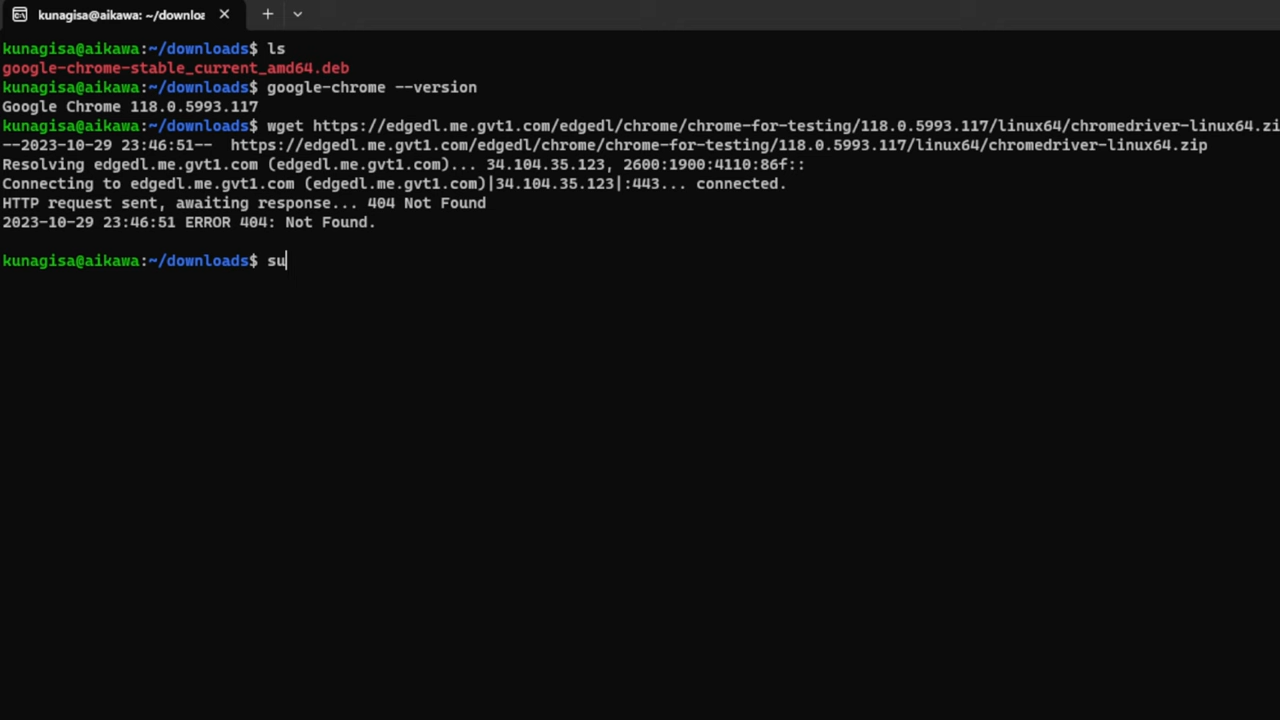 kunagisa@aikawa: ~/downloa
kunagisa@aikawa:~/downloads$ ls
google-chrome-stable_current_amd64.deb
kunagisa@aikawa:~/downloads$ google-chrome --version
Google Chrome 118.0.5993.117
kunagisa@aikawa:~/downloads$ wget https://edgedl.me.gvt1.com/edgedl/chrome/chrome-for-testing/118.0.5993.117/linux64/chromedriver-linux64.zi
--2023-10-29 23:46:51--  https://edgedl.me.gvt1.com/edgedl/chrome/chrome-for-testing/118.0.5993.117/linux64/chromedriver-linux64.zip
Resolving edgedl.me.gvt1.com (edgedl.me.gvt1.com)... 34.104.35.123, 2600:1900:4110:86f::
Connecting to edgedl.me.gvt1.com (edgedl.me.gvt1.com)|34.104.35.123|:443... connected.
HTTP request sent, awaiting response... 404 Not Found
2023-10-29 23:46:51 ERROR 404: Not Found.
kunagisa@aikawa:~/downloads$ su